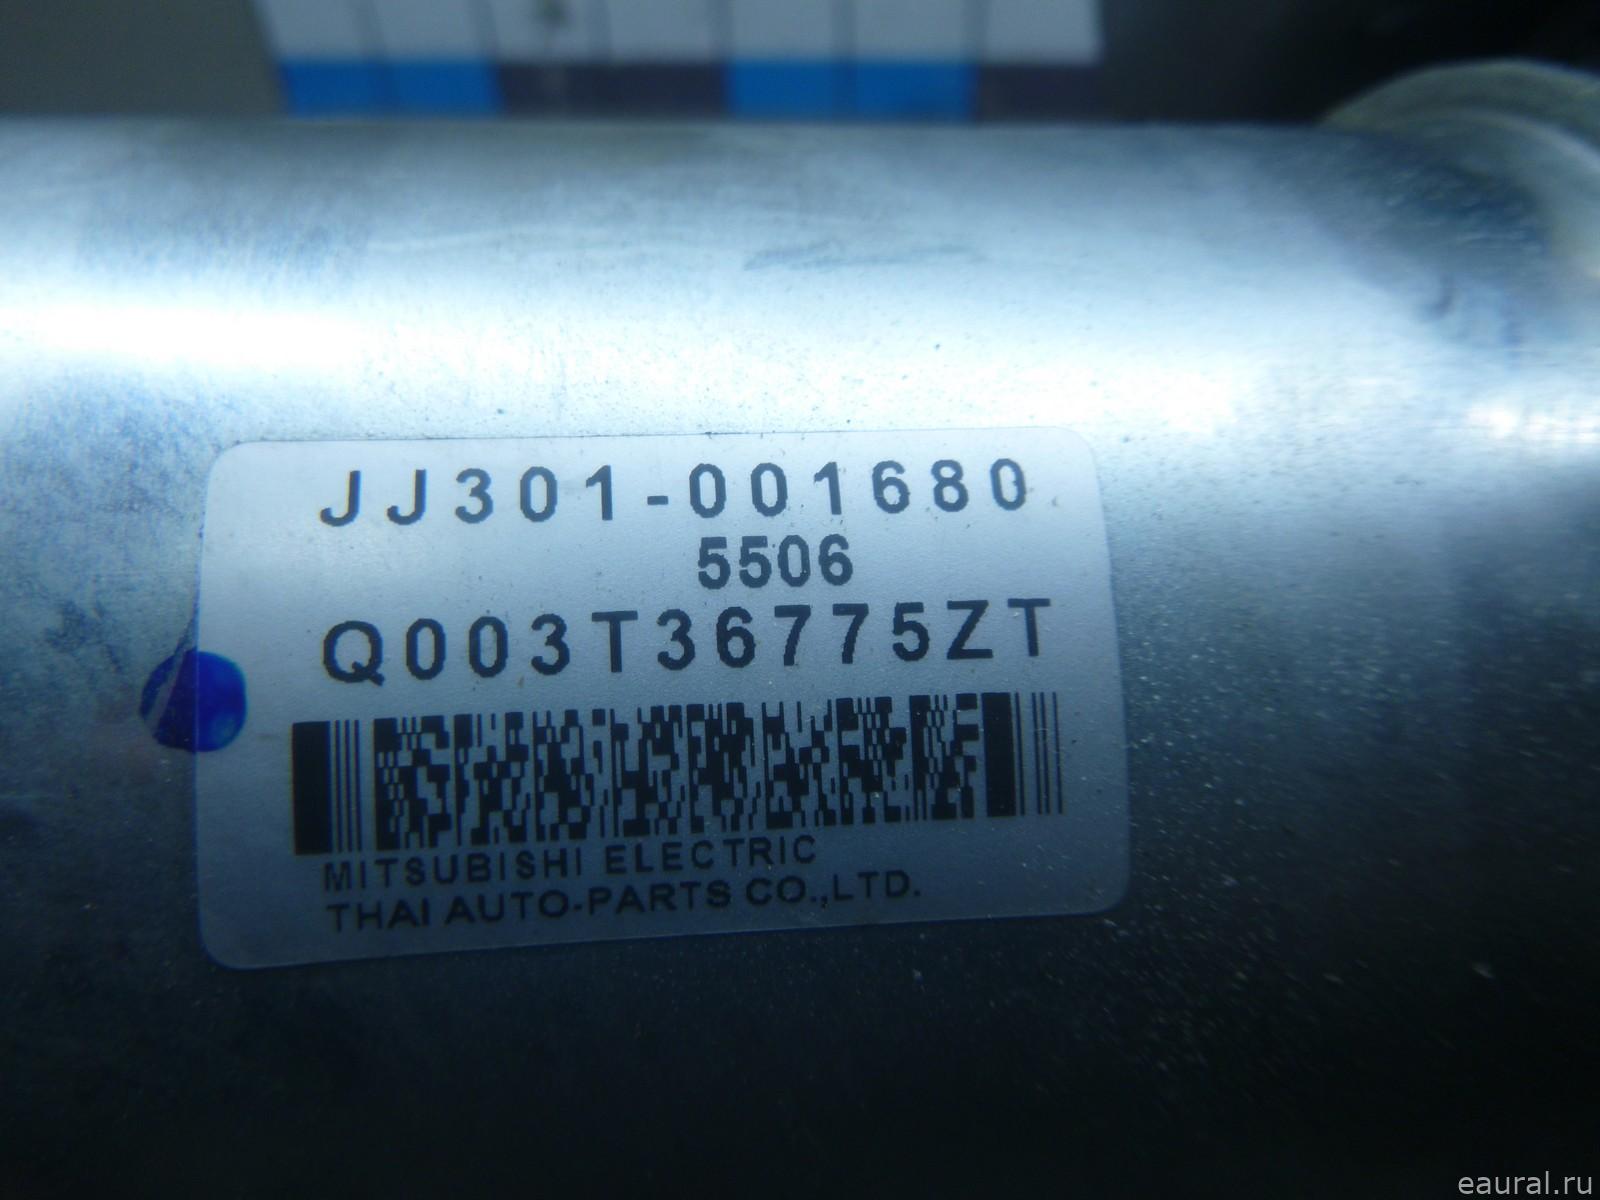 JJ301-001680
5506
Q003T36775ZT
MITSUBISHI ELECTRIC
THAI AUTO-PARTS CO.,LTD.
eaural.ru